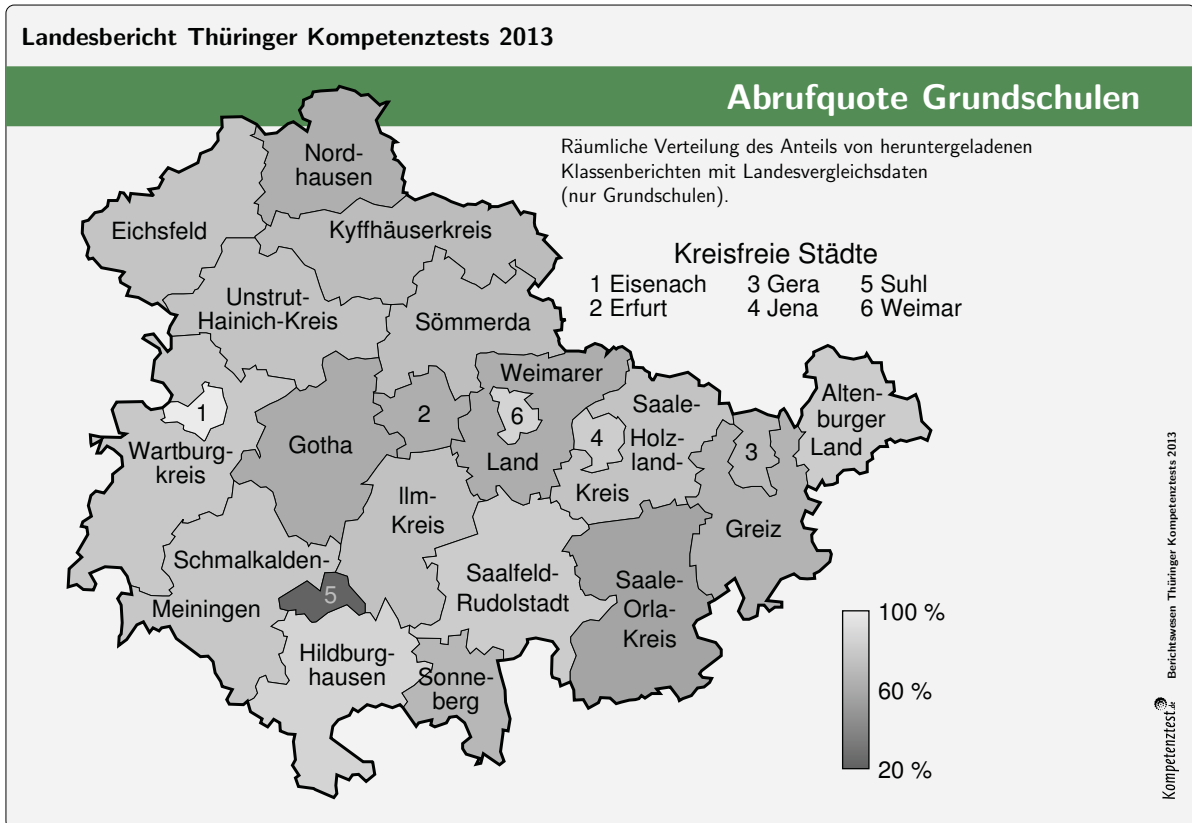 Landesbericht Thüringer Kompetenztests 2013
Abrufquote Grundschulen
Räumliche Verteilung des Anteils von heruntergeladenen
Klassenberichten mit Landesvergleichsdaten
(nur Grundschulen).
Kreisfreie Städte
1 Eisenach 3 Gera 5 Suhl
2 Erfurt 4 Jena 6 Weimar
Nord-
hausen
Eichsfeld
Kyffhäuserkreis
Unstrut-
Hainich-Kreis
Sömmerda
Weimarer
Land
1
2
6
4
3
5
Gotha
Wartburg-
kreis
Saale-
Holz-
land-
Kreis
Alten-
burger
Land
Ilm-
Kreis
Greiz
Schmalkalden-
Meiningen
Saalfeld-
Rudolstadt
Saale-
Orla-
Kreis
Hildburg-
hausen
Sonne-
berg
100 %
60 %
20 %
Kompetenztest.de
Berichtswesen Thüringer Kompetenztests 2013